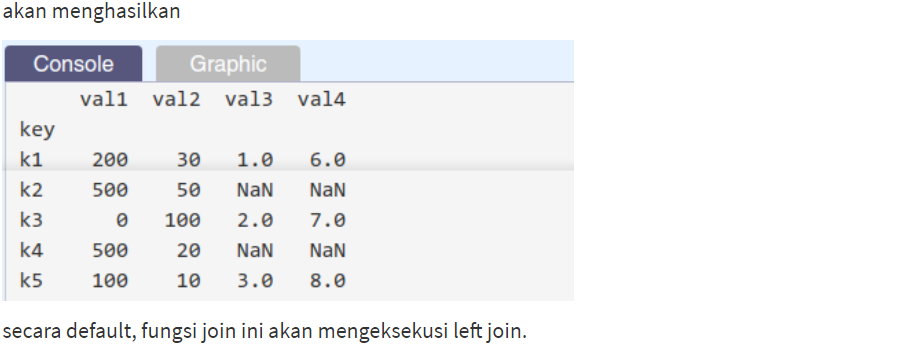 akan menghasilkan
Console Graphic
val1 val2 val3 val4
key
k1 200 30 1.0 6.0
k2 500 50 NaN NaN
k3 0 100 2.0 7.0
k4 500 20 NaN NaN
k5 100 10 3.0 8.0
secara default, fungsi join ini akan mengeksekusi left join.